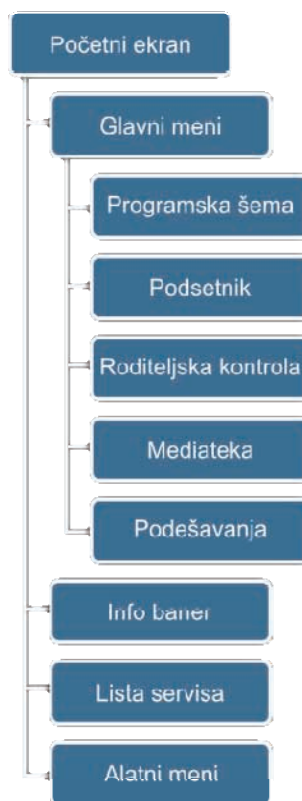 Početni ekran
Glavni meni
Programska šema
Podsetnik
Roditeljska kontrola
Mediateka
Podešavanja
Info baner
Lista servisa
Alatni meni